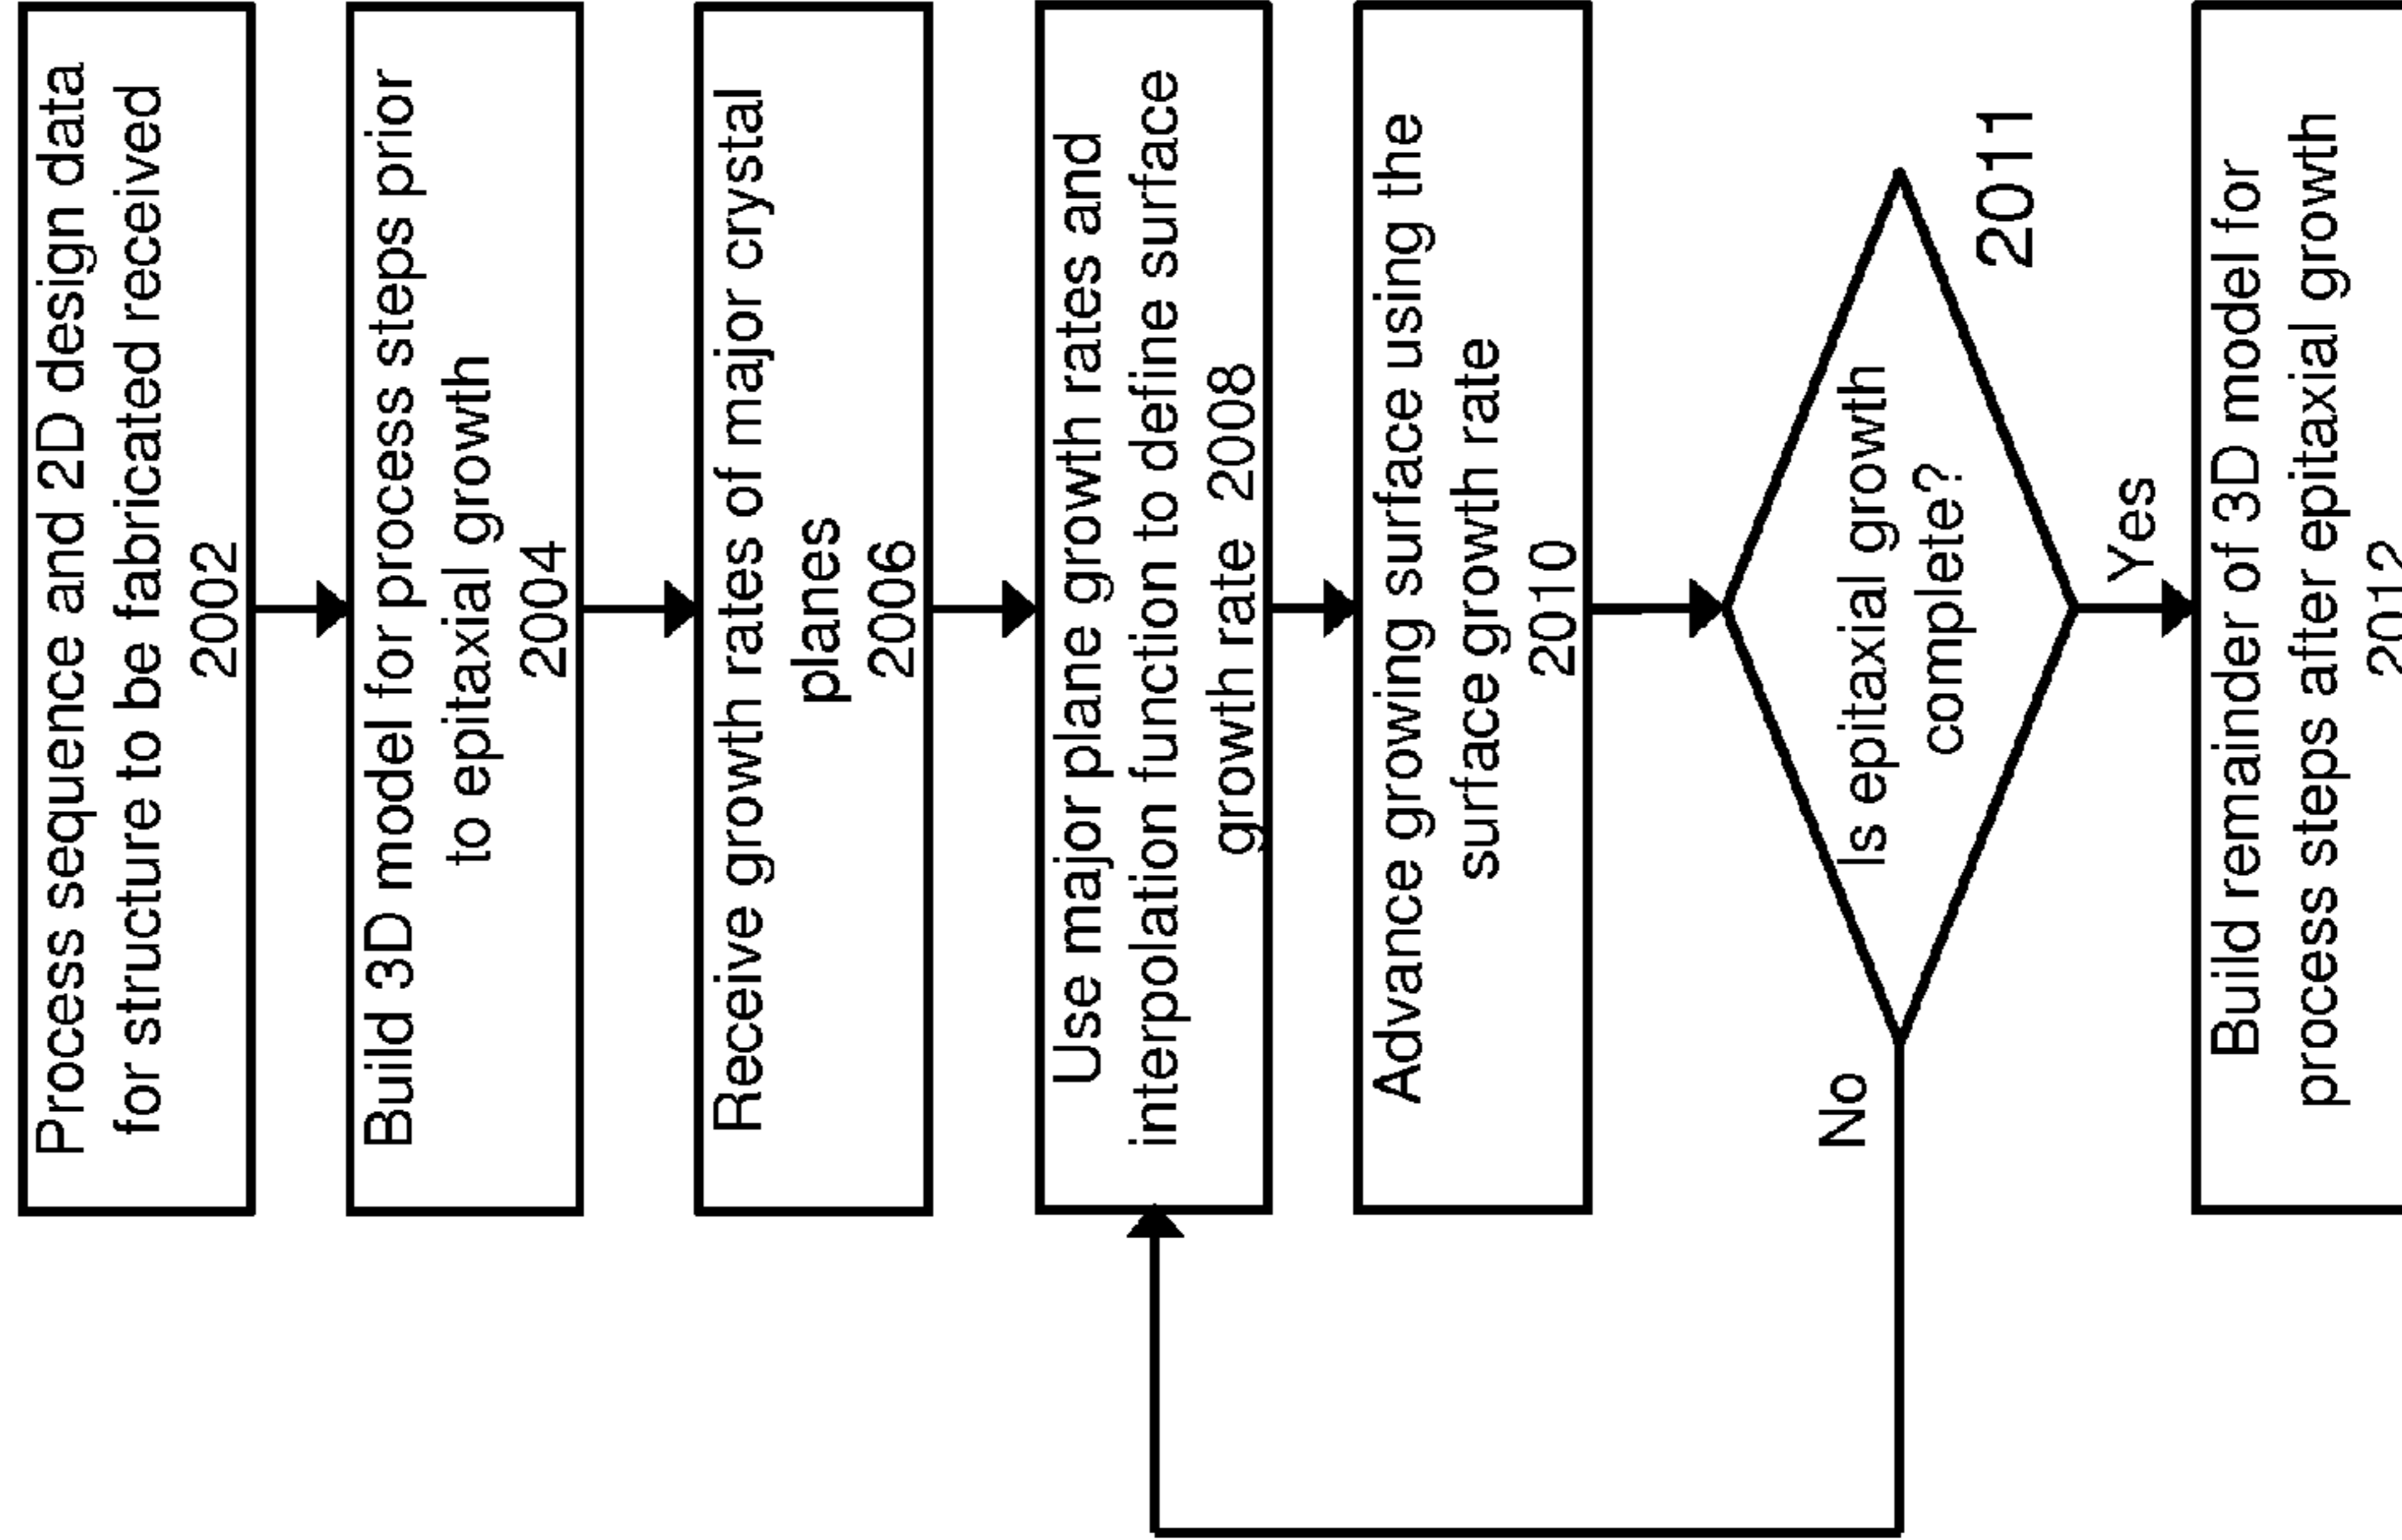 Process sequence and 2D design data
for structure to be fabricated received
2002
Build 3D model for process steps prior
to epitaxial growth
2004
Receive growth rates of major crystal
planes
2006
Use major plane growth rates and
interpolation function to define surface
growth rate 2008
Advance growing surface using the
surface growth rate
2010
Is epitaxial growth
complete?
2011
No
Yes
Build remainder of 3D model for
process steps after epitaxial growth
2012